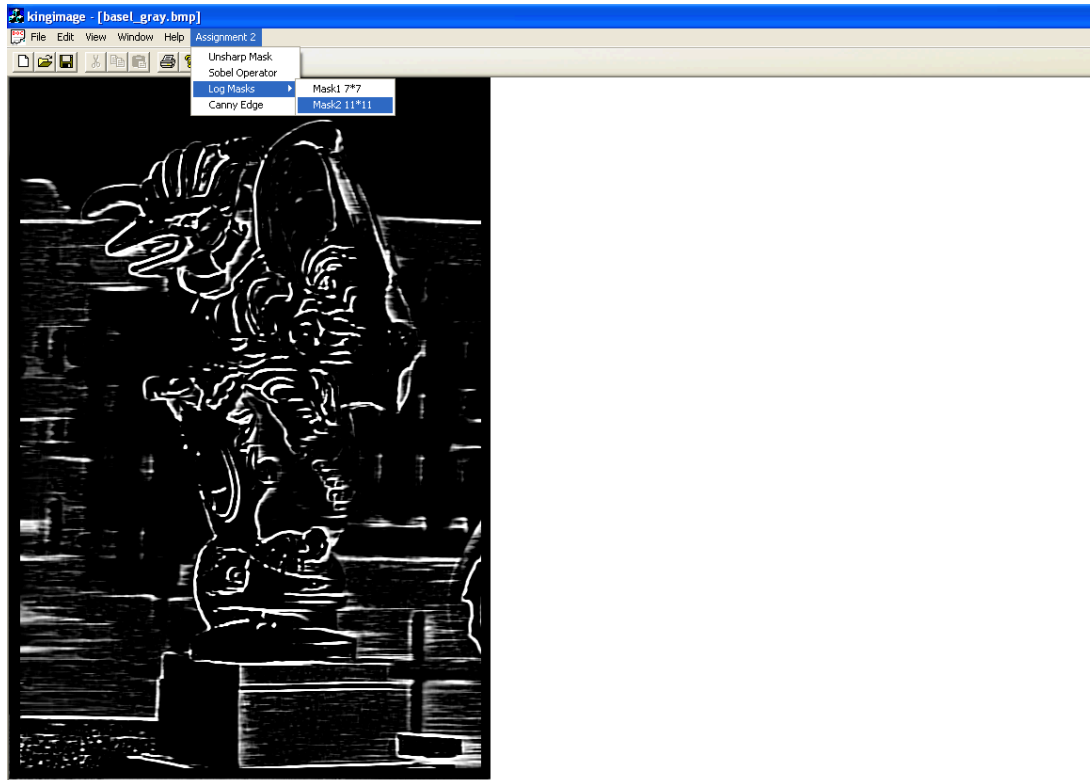 kingimage - [basel_gray.bmp]
File Edit View Window Help Assignment 2
Unsharp Mask
Sobel Operator
Log Masks
Mask1 7*7
Canny Edge
Mask2 11*11